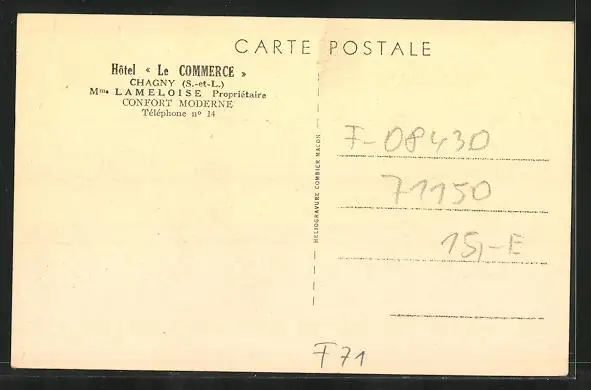 CARTE POSTALE
Hôtel « Le COMMERCE »
CHAGNY (S.-et-L.)
Mme LAMELOISE Propriétaire
CONFORT MODERNE
Téléphone nº 14
HELIOGRAVURE COMBIER MACON
F-08430
71150
15,-E
F71